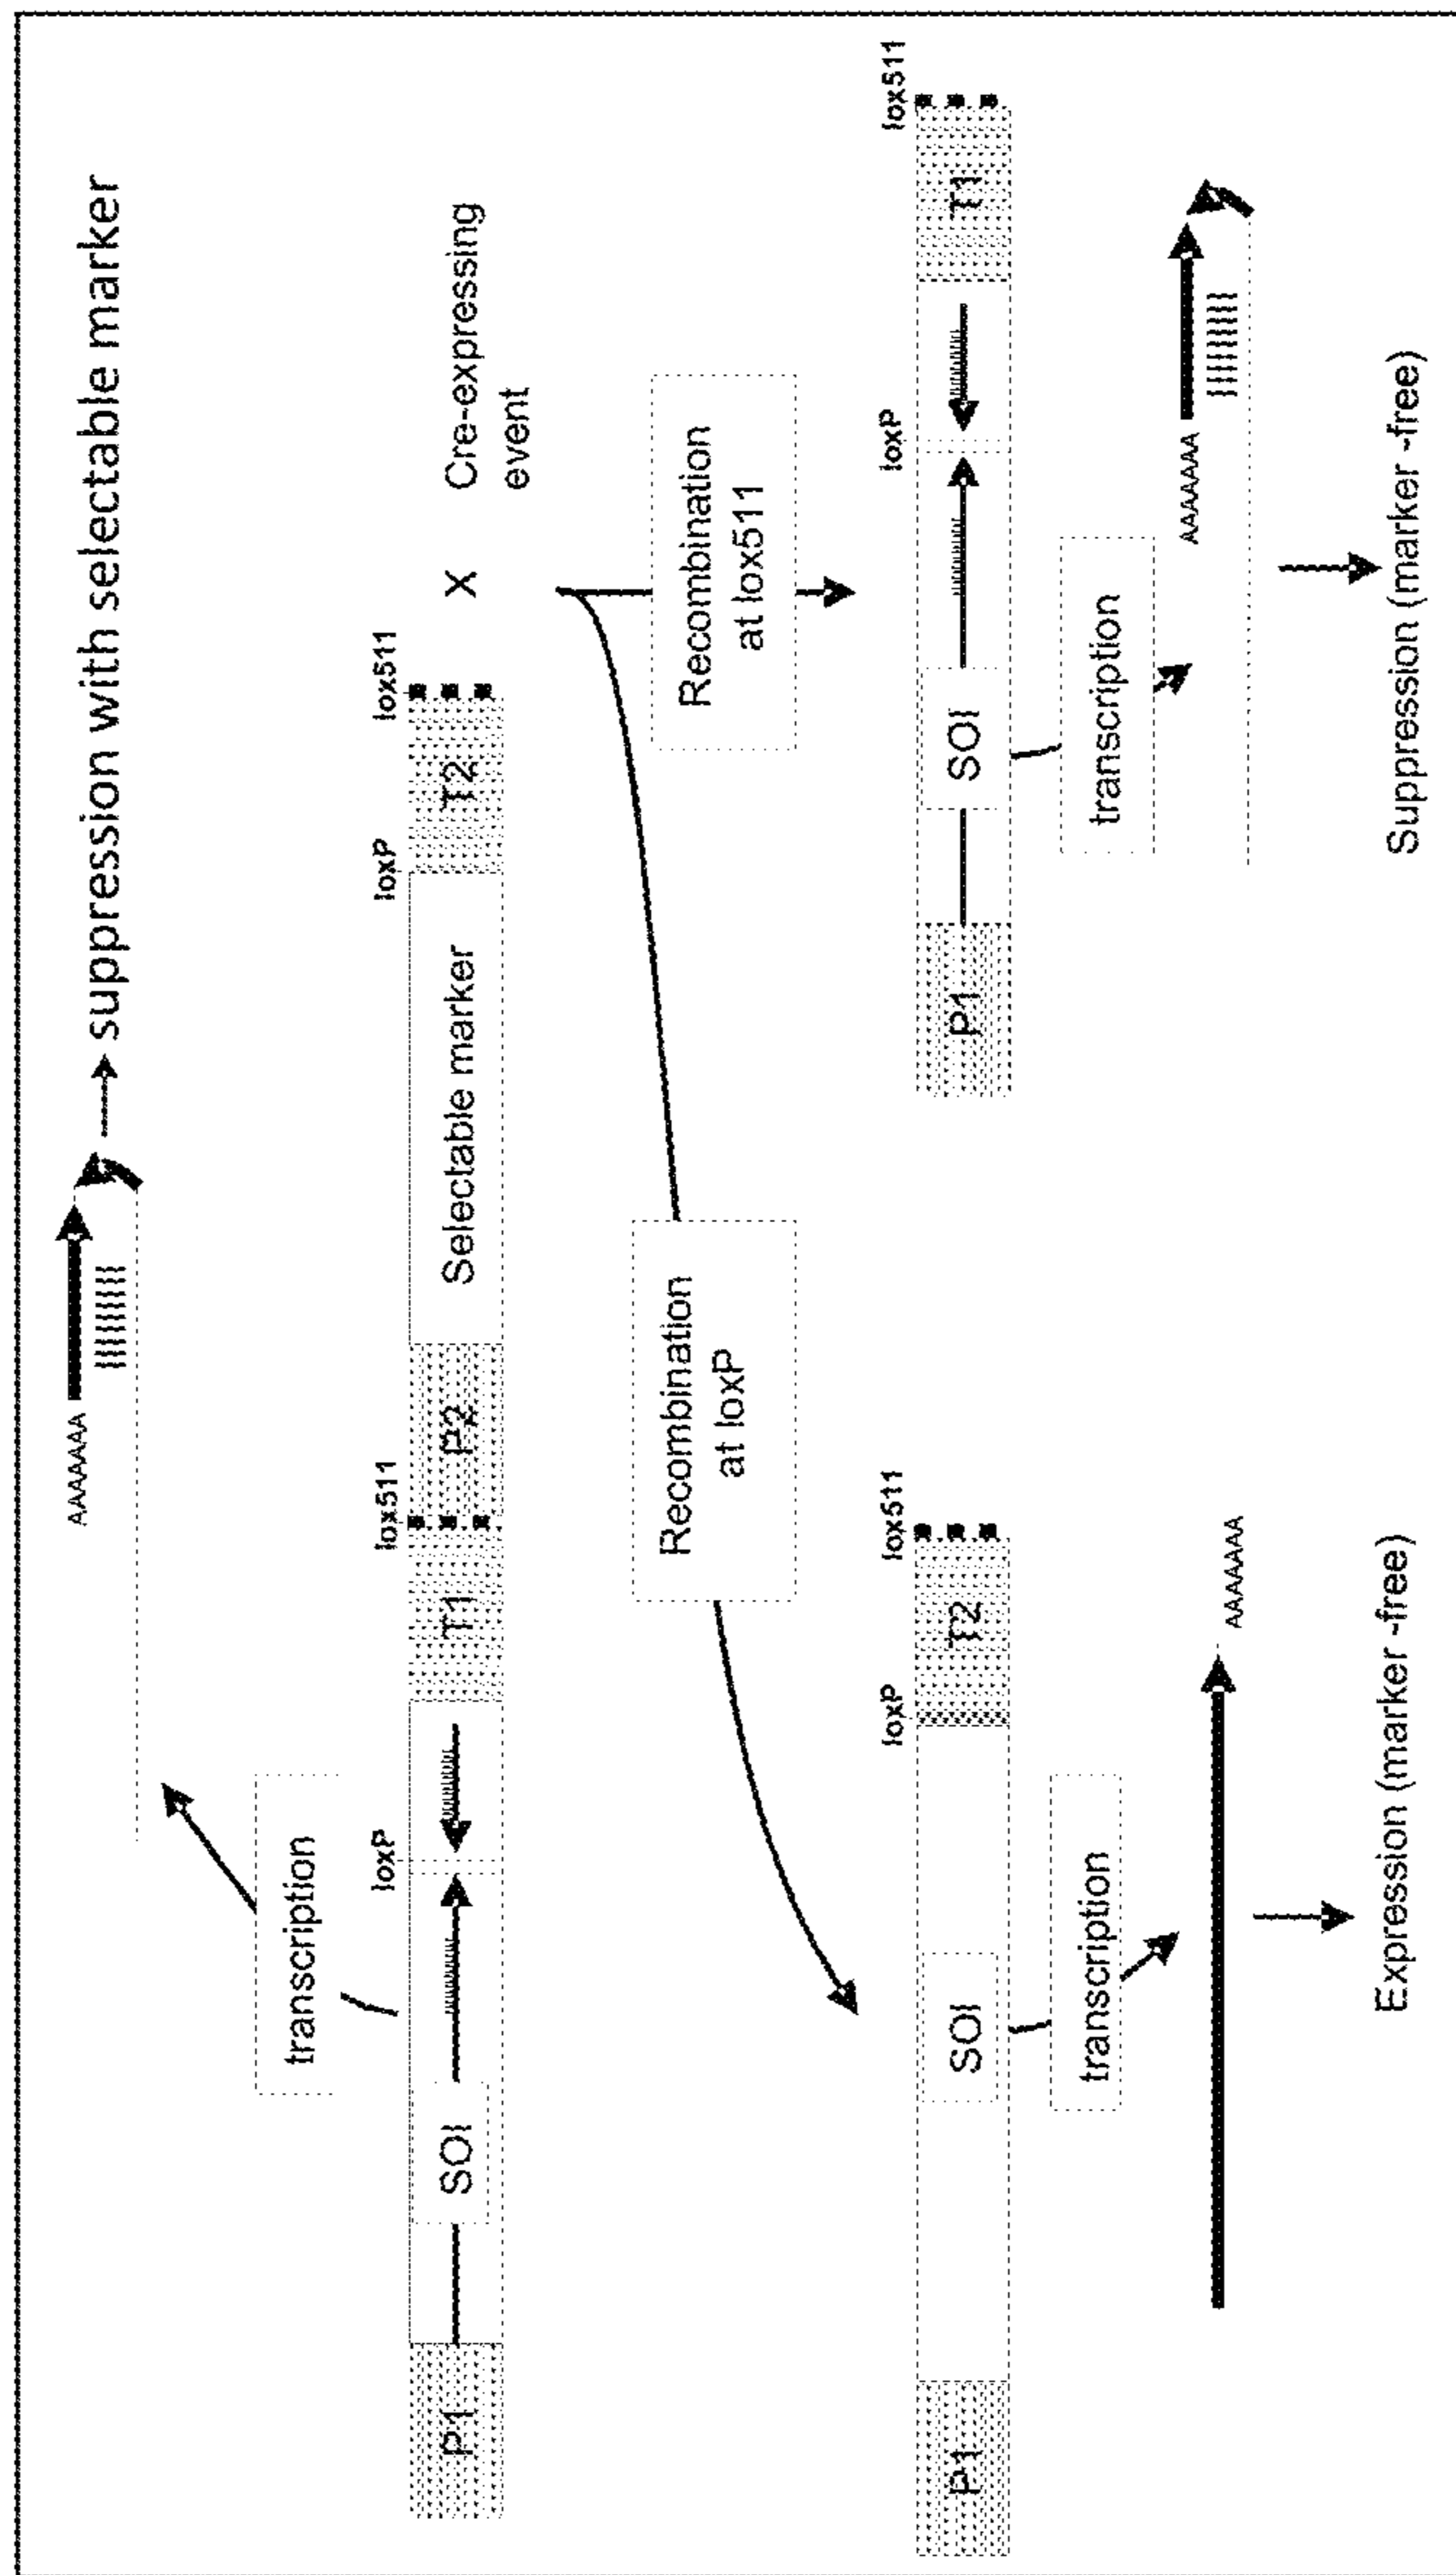 AAAAAAA
suppression with selectable marker
transcription
loxP
lox511
loxP
lox511
P1
SOI
T1
P2
Selectable marker
T2
X
Cre-expressing
event
Recombination
at loxP
Recombination
at lox511
loxP
lox511
P1
SOI
T2
transcription
AAAAAAA
Expression (marker -free)
loxP
lox511
P1
SOI
T1
transcription
AAAAAAA
Suppression (marker -free)